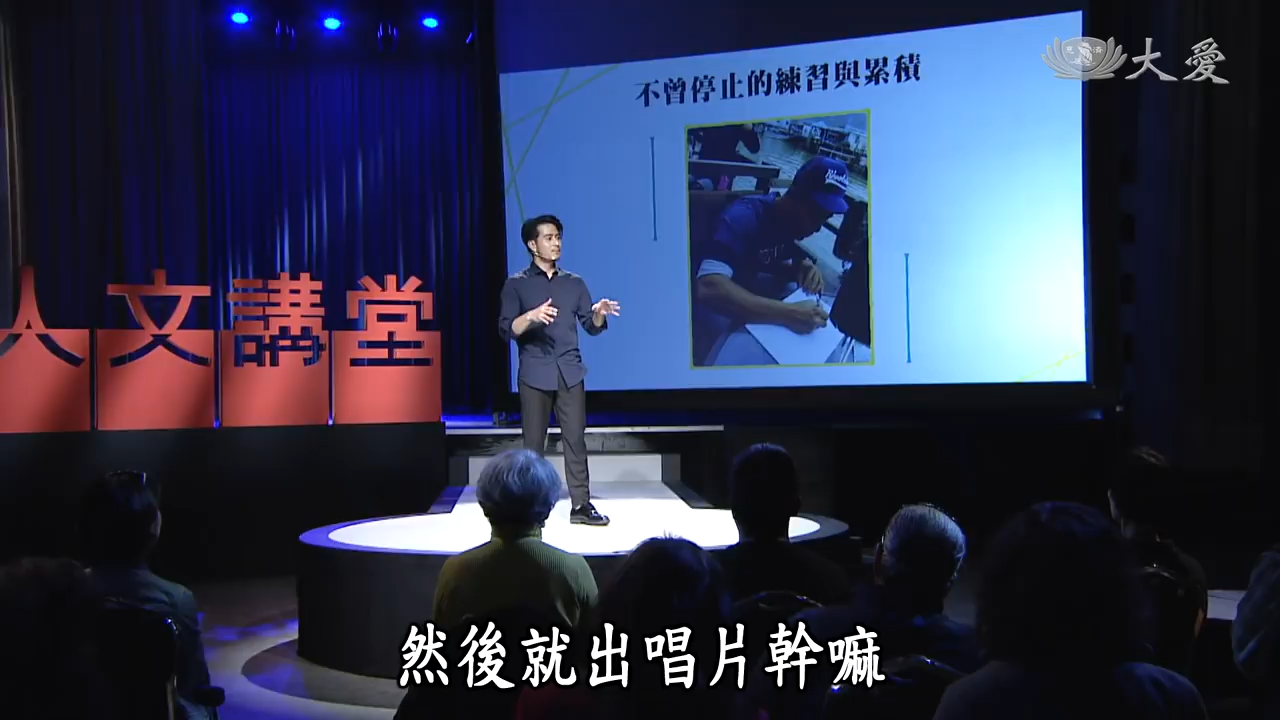 大愛
不曾停止的練習與累積
人文講堂
然後就出唱片幹嘛